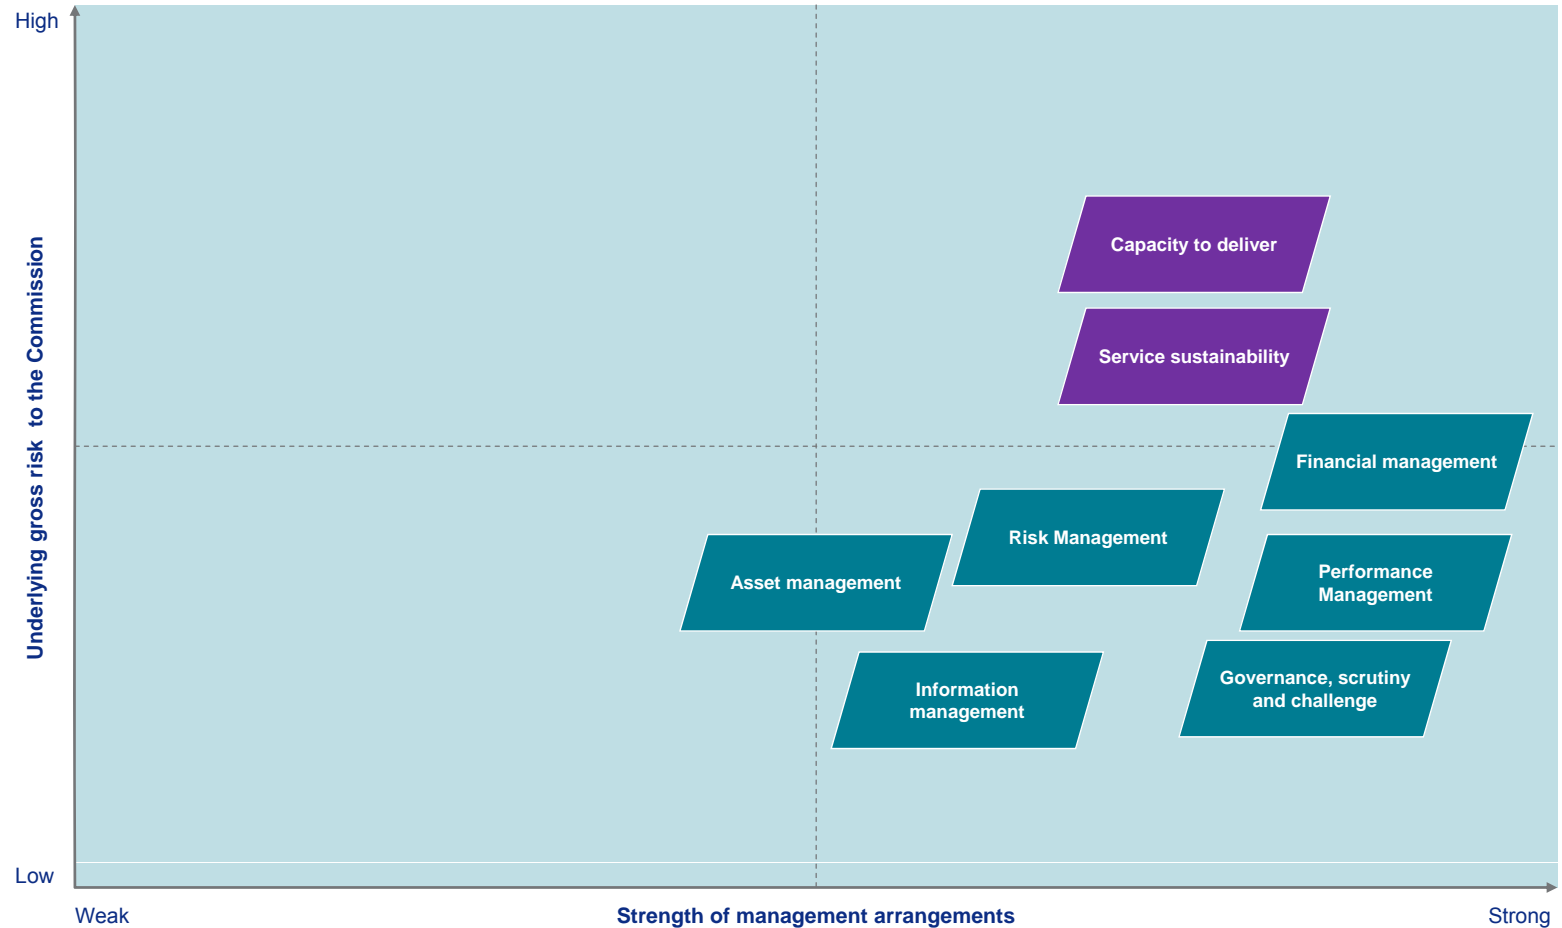 High
Underlying gross risk  to the Commission
Capacity to deliver
Service sustainability
Financial management
Risk Management
Asset management
Performance
Management
Information
management
Governance, scrutiny
and challenge
Low
Weak
Strength of management arrangements
Strong